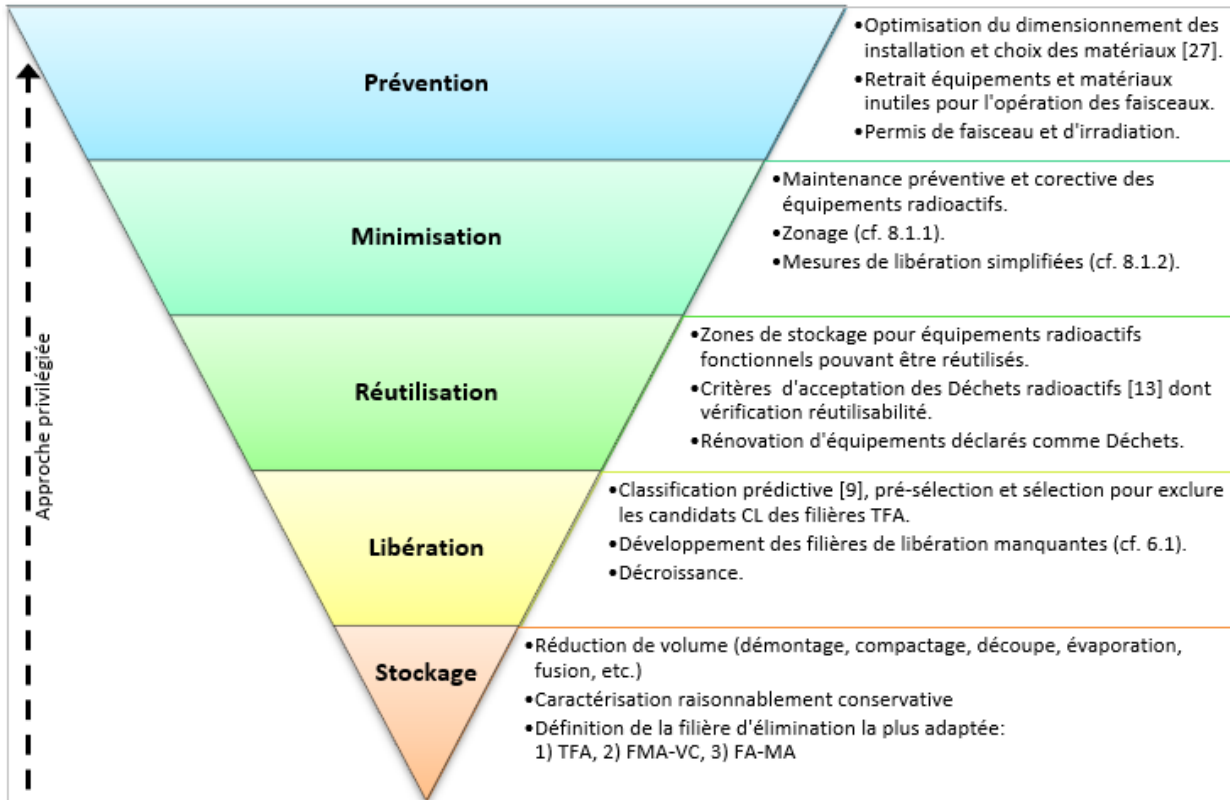 Approche privilégiée
Prévention
•Optimisation du dimensionnement des
installation et choix des matériaux [27].
•Retrait équipements et matériaux
inutiles pour l'opération des faisceaux.
•Permis de faisceau et d'irradiation.
Minimisation
•Maintenance préventive et corective des
équipements radioactifs.
•Zonage (cf. 8.1.1).
•Mesures de libération simplifiées (cf. 8.1.2).
Réutilisation
•Zones de stockage pour équipements radioactifs
fonctionnels pouvant être réutilisés.
•Critères d'acceptation des Déchets radioactifs [13] dont
vérification réutilisabilité.
•Rénovation d'équipements déclarés comme Déchets.
Libération
•Classification prédictive [9], pré-sélection et sélection pour exclure
les candidats CL des filières TFA.
•Développement des filières de libération manquantes (cf. 6.1).
•Décroissance.
Stockage
•Réduction de volume (démontage, compactage, découpe, évaporation,
fusion, etc.)
•Caractérisation raisonnablement conservative
•Définition de la filière d'élimination la plus adaptée:
1) TFA, 2) FMA-VC, 3) FA-MA